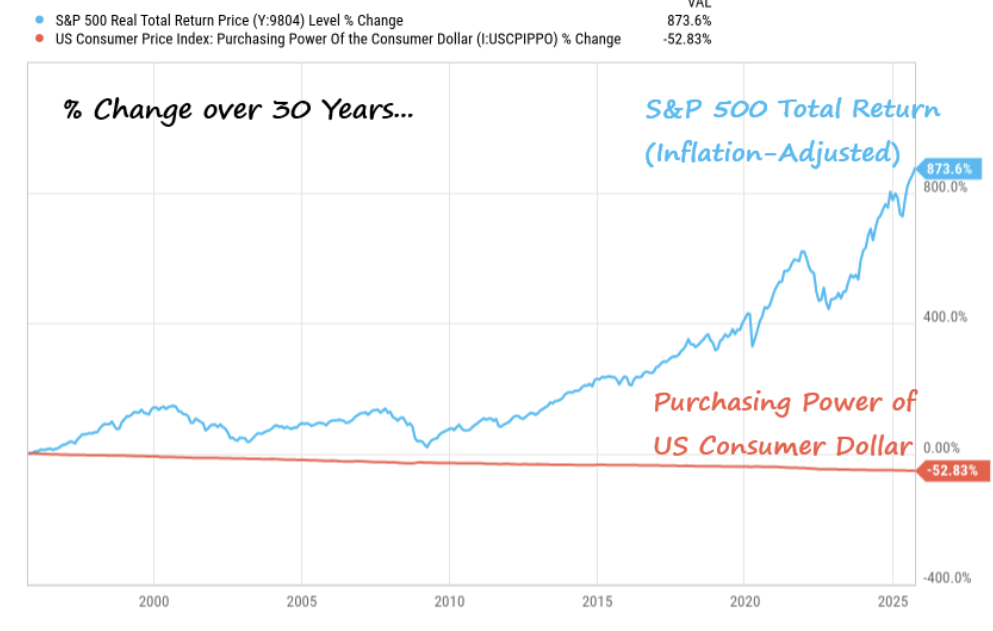 VAL
S&P 500 Real Total Return Price (Y:9804) Level % Change 873.6%
US Consumer Price Index: Purchasing Power Of the Consumer Dollar (I:USCPIPPO) % Change -52.83%
% Change over 30 Years...
S&P 500 Total Return
(Inflation-Adjusted)
873.6%
800.0%
400.0%
Purchasing Power of
US Consumer Dollar
0.00%
-52.83%
-400.0%
2000 2005 2010 2015 2020 2025